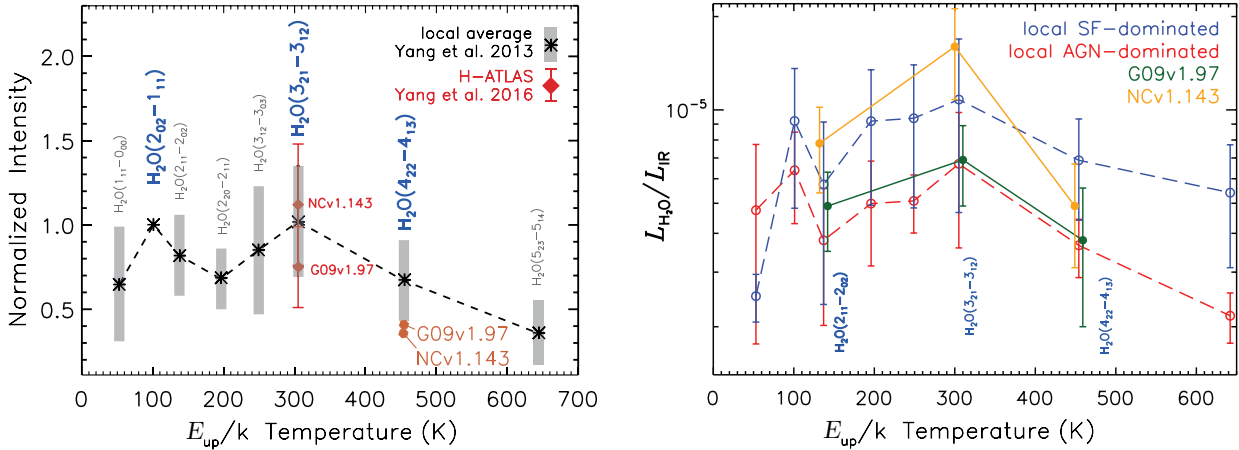 local average
Yang et al. 2013
H-ATLAS
Yang et al. 2016
H₂O(1₁₁-0₀₀)
H₂O(2₀₂-1₁₁)
H₂O(2₁₁-2₀₂)
H₂O(2₂₀-2₁₁)
H₂O(3₁₂-3₀₃)
H₂O(3₂₁-3₁₂)
H₂O(4₂₂-4₁₃)
H₂O(5₂₃-5₁₄)
NCv1.143
G09v1.97
G09v1.97
NCv1.143
2.0
1.5
1.0
0.5
Normalized Intensity
0 100 200 300 400 500 600 700
E_up/k Temperature (K)
local SF-dominated
local AGN-dominated
G09v1.97
NCv1.143
10⁻⁵
L_H₂O/L_IR
H₂O(2₁₁-2₀₂)
H₂O(3₂₁-3₁₂)
H₂O(4₂₂-4₁₃)
0 100 200 300 400 500 600
E_up/k Temperature (K)